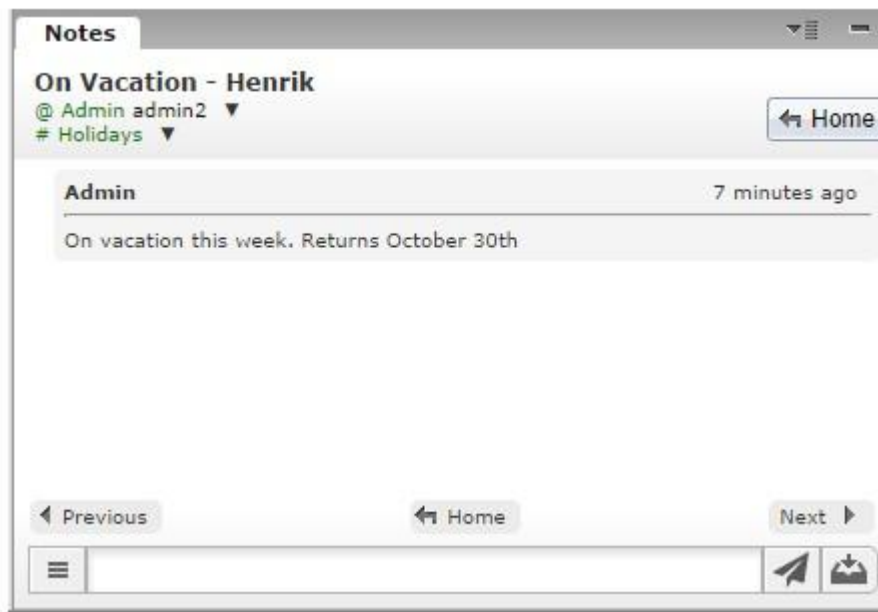 Notes
On Vacation - Henrik
@ Admin admin2 ▼
# Holidays ▼
Home
Admin 7 minutes ago
On vacation this week. Returns October 30th
Previous Home Next